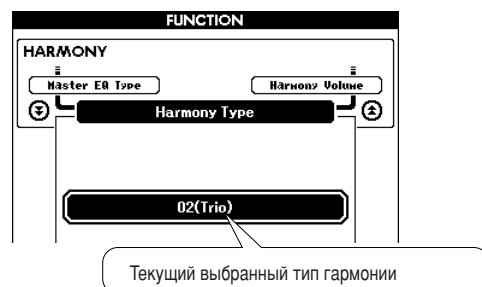 FUNCTION
HARMONY
Master EQ Type
Harmony Volume
Harmony Type
02(Trio)
Текущий выбранный тип гармонии